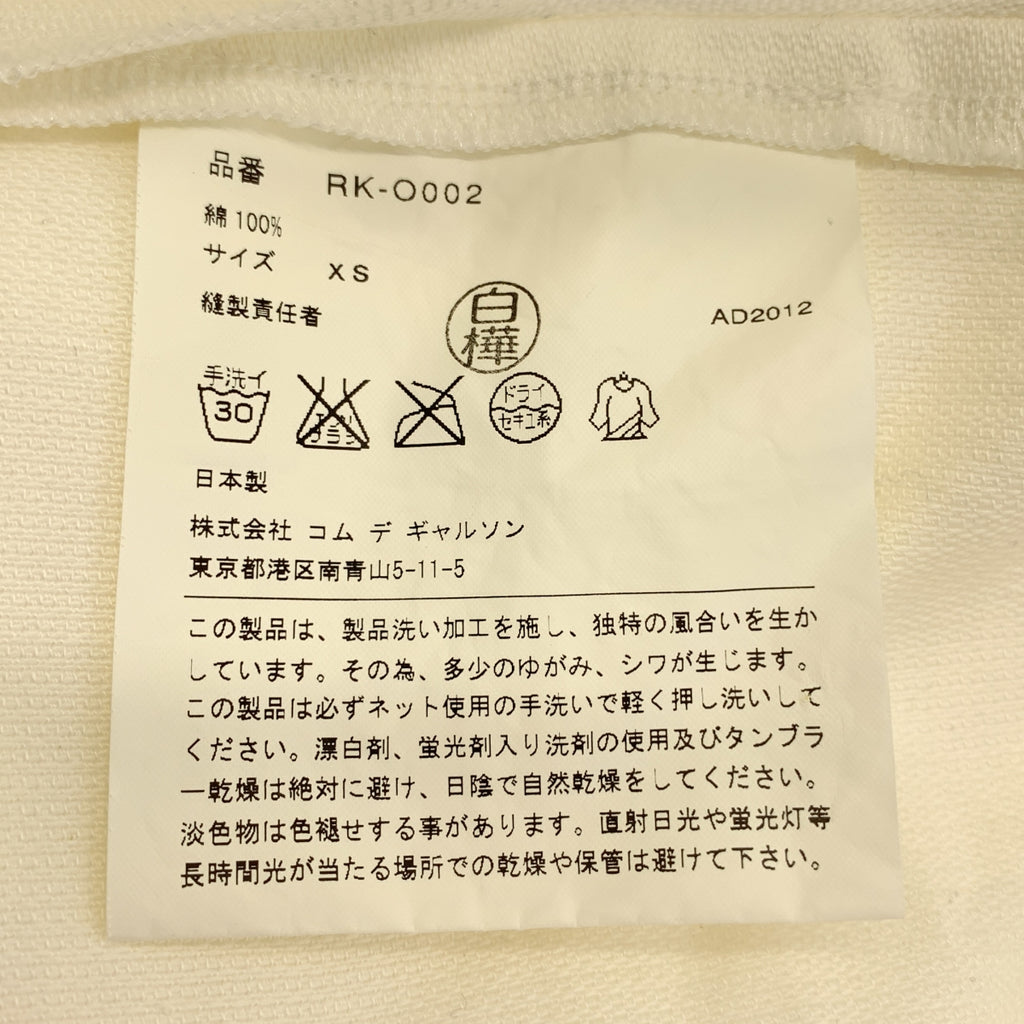 品番 RK-O002
綿 100%
サイズ XS
縫製責任者
白樺
AD2012
手洗イ
30
エンソ
サラシ
ドライ
セキユ系
日本製
株式会社 コム デ ギャルソン
東京都港区南青山5-11-5
この製品は、製品洗い加工を施し、独特の風合いを生か
しています。その為、多少のゆがみ、シワが生じます。
この製品は必ずネット使用の手洗いで軽く押し洗いして
ください。漂白剤、蛍光剤入り洗剤の使用及びタンブラ
ー乾燥は絶対に避け、日陰で自然乾燥をしてください。
淡色物は色褪せする事があります。直射日光や蛍光灯等
長時間光が当たる場所での乾燥や保管は避けて下さい。